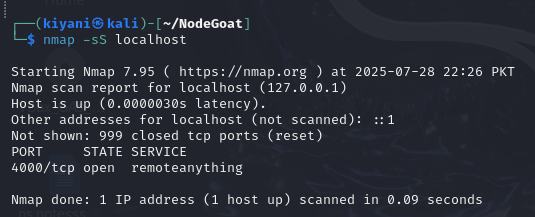 ┌──(kiyani㉿kali)-[~/NodeGoat]
└─$ nmap -sS localhost
Starting Nmap 7.95 ( https://nmap.org ) at 2025-07-28 22:26 PKT
Nmap scan report for localhost (127.0.0.1)
Host is up (0.0000030s latency).
Other addresses for localhost (not scanned): ::1
Not shown: 999 closed tcp ports (reset)
PORT     STATE SERVICE
4000/tcp open  remoteanything
Nmap done: 1 IP address (1 host up) scanned in 0.09 seconds